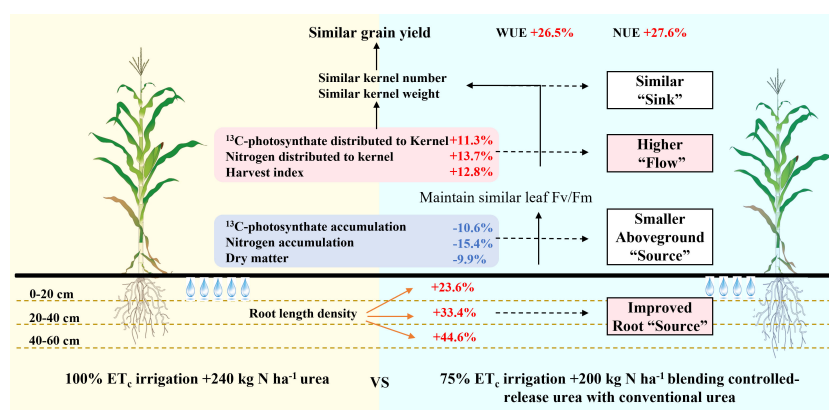 Similar grain yield
WUE +26.5%
NUE +27.6%
Similar kernel number
Similar kernel weight
Similar
“Sink”
¹³C-photosynthate distributed to Kernel +11.3%
Nitrogen distributed to kernel +13.7%
Harvest index +12.8%
Higher
“Flow”
Maintain similar leaf Fv/Fm
¹³C-photosynthate accumulation -10.6%
Nitrogen accumulation -15.4%
Dry matter -9.9%
Smaller
Aboveground
“Source”
0-20 cm
20-40 cm
40-60 cm
Root length density
+23.6%
+33.4%
+44.6%
Improved
Root “Source”
100% ETc irrigation +240 kg N ha⁻¹ urea
VS
75% ETc irrigation +200 kg N ha⁻¹ blending controlled-
release urea with conventional urea